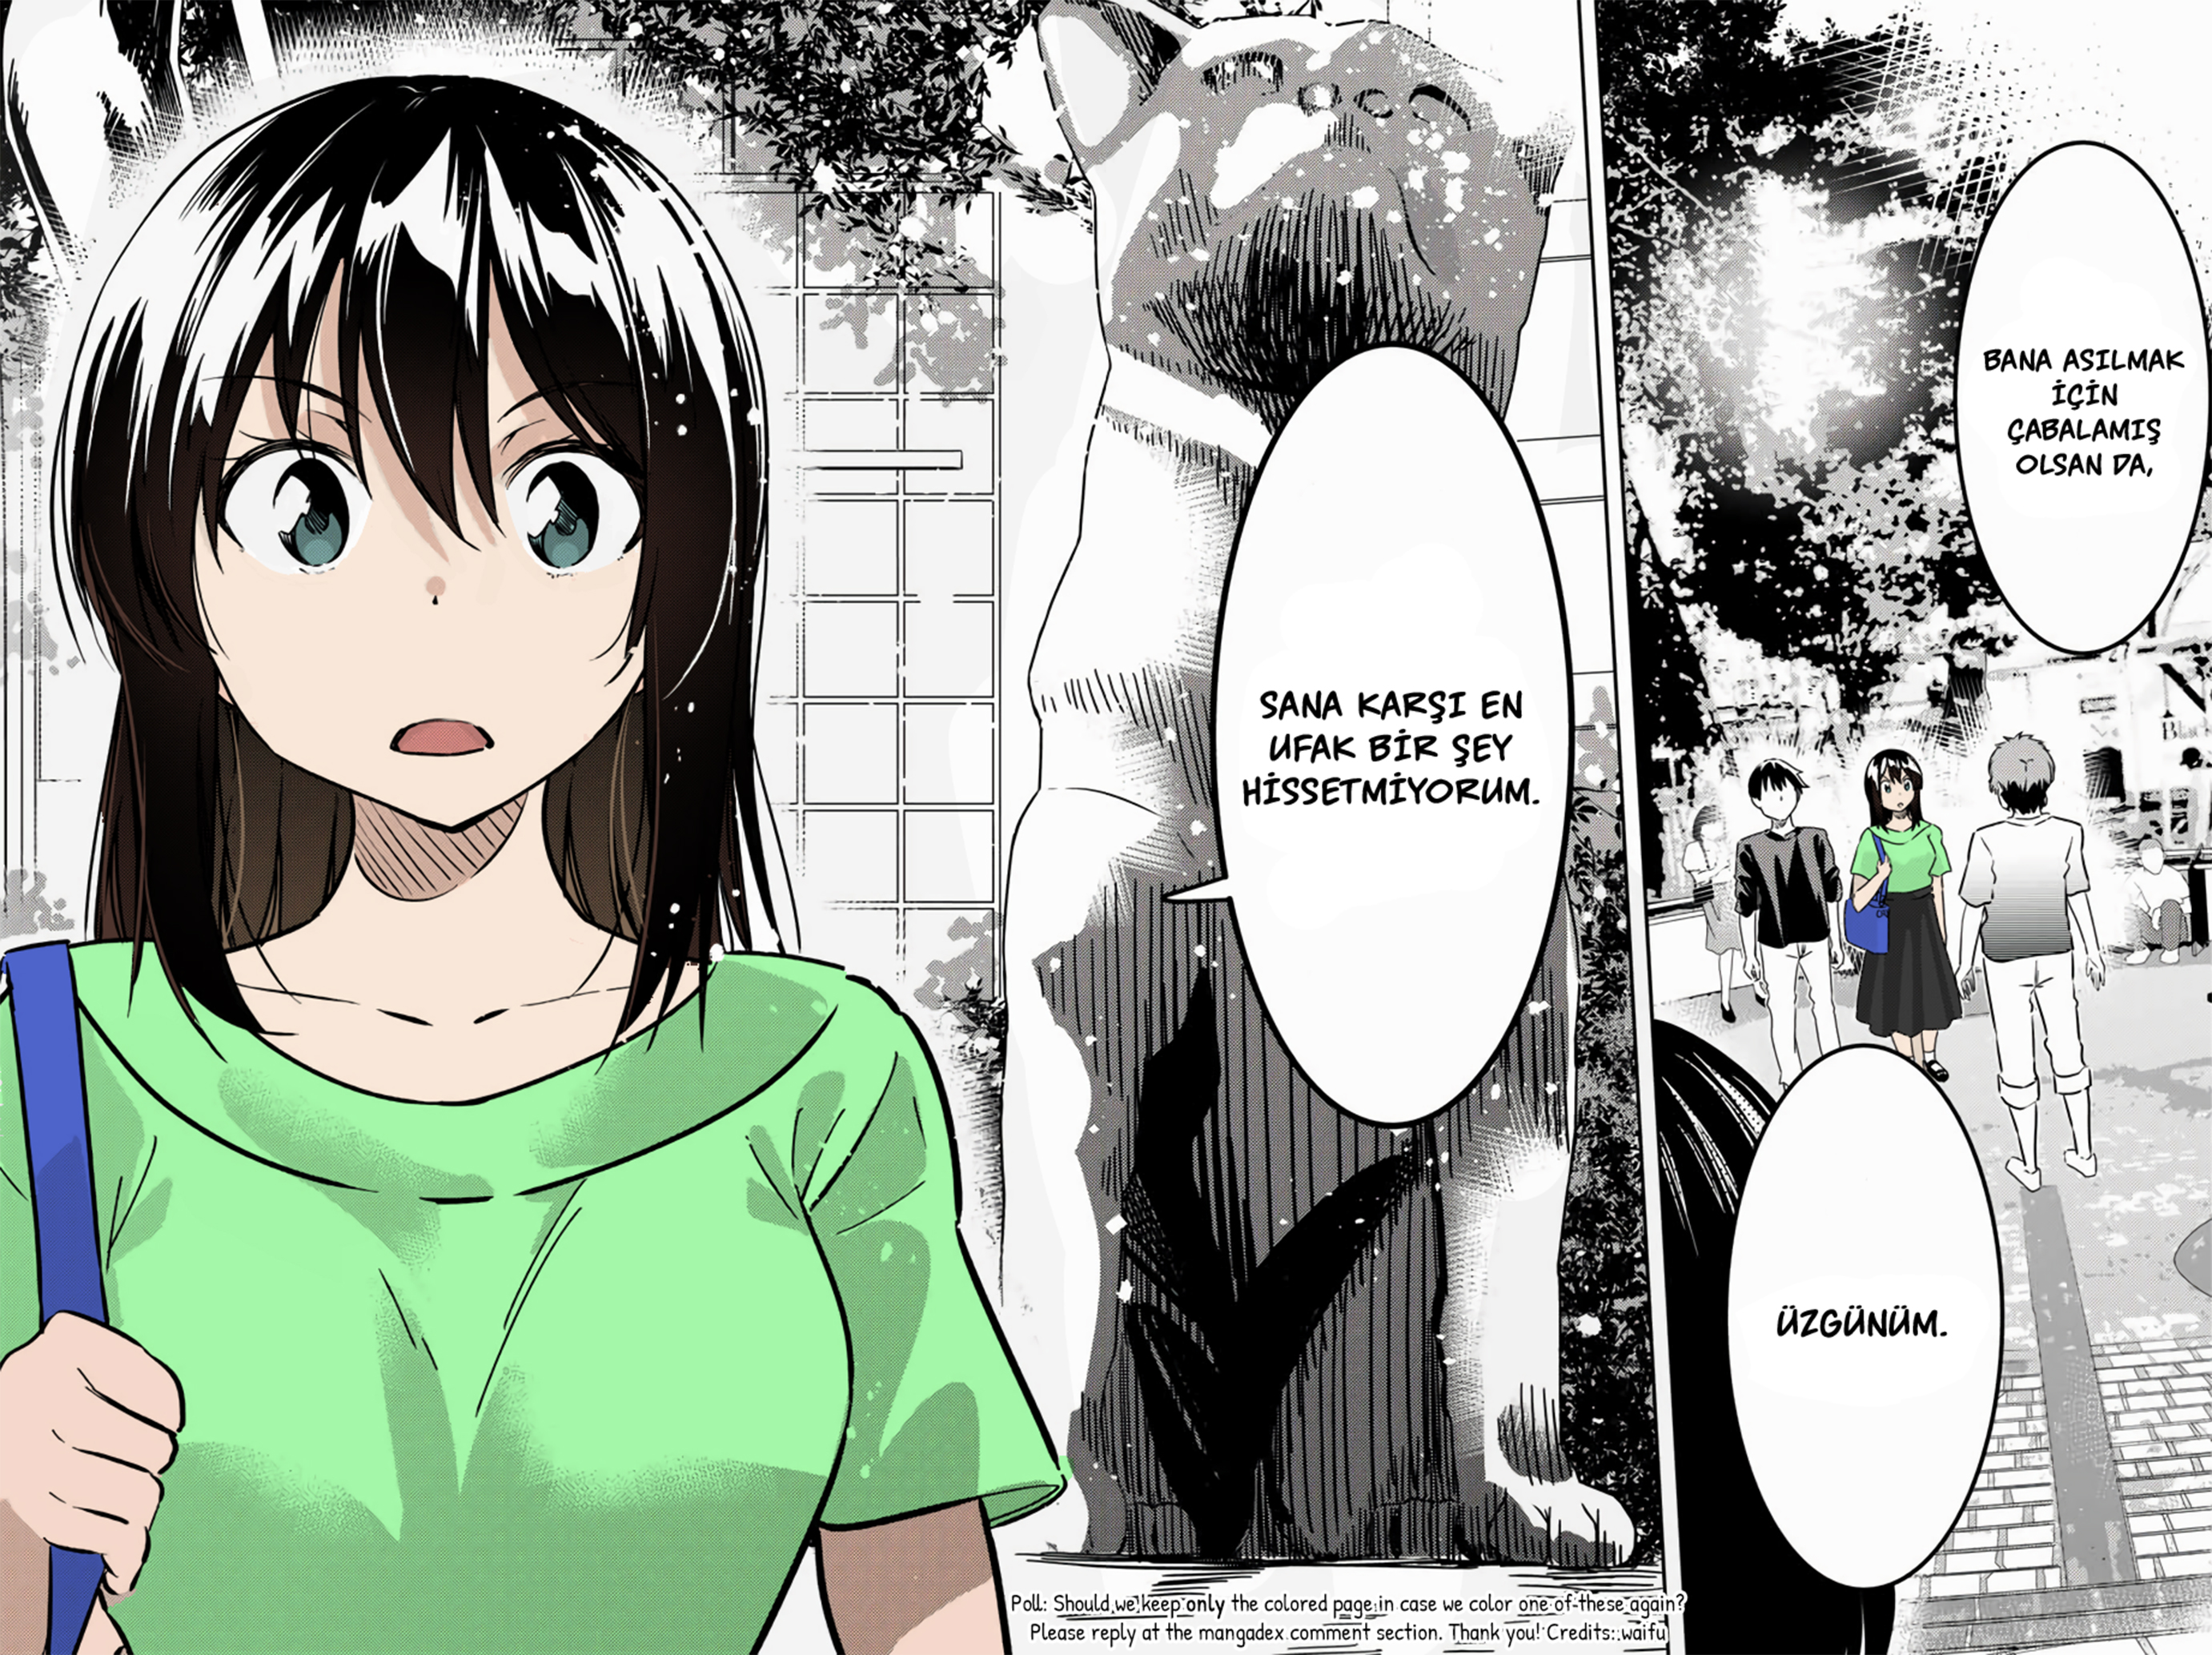 BANA ASILMAK
İÇİN
ÇABALAMIŞ
OLSAN DA,
ÜZGÜNÜM.
SANA KARŞI EN
UFAK BİR ŞEY
HİSSETMİYORUM.
Poll: Should we keep only the colored page in case we color one of these again?
Please reply at the mangadex comment section. Thank you! Credits: waifu